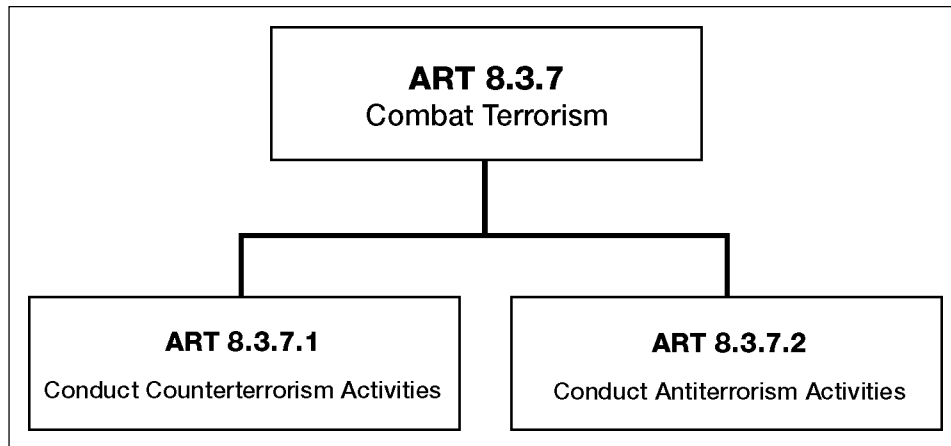 ART 8.3.7
Combat Terrorism
ART 8.3.7.1
Conduct Counterterrorism Activities
ART 8.3.7.2
Conduct Antiterrorism Activities